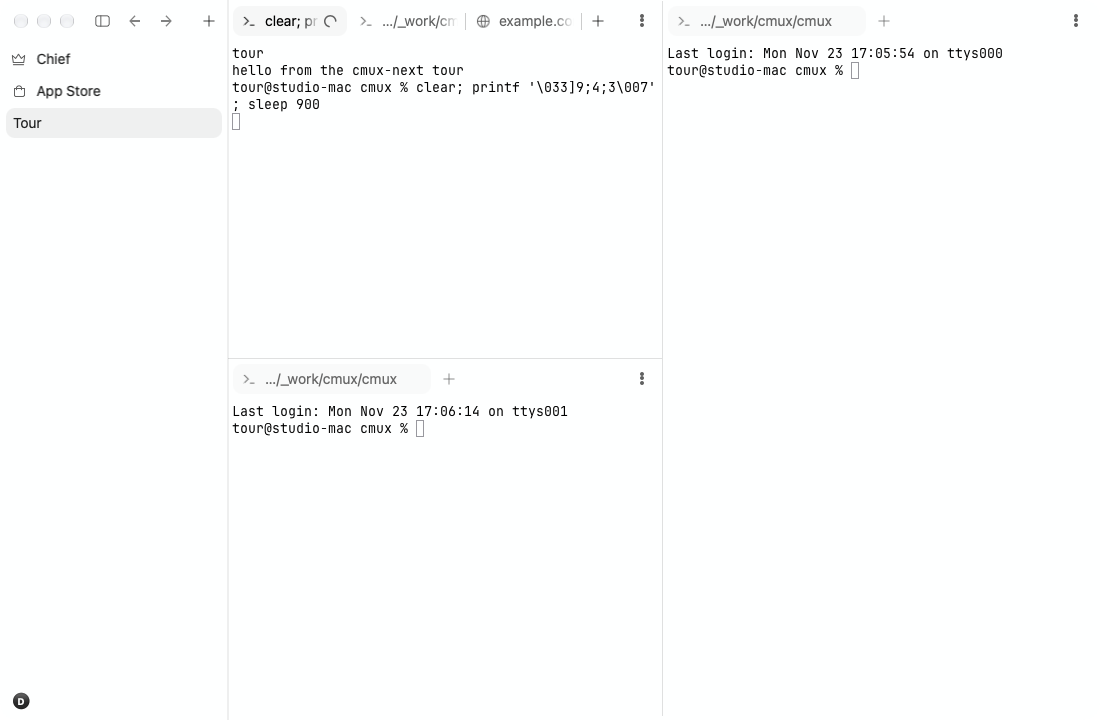 Chief
App Store
Tour
D
clear; pr
.../_work/cm
example.co
tour
hello from the cmux-next tour
tour@studio-mac cmux % clear; printf '\033]9;4;3\007'
; sleep 900
.../_work/cmux/cmux
Last login: Mon Nov 23 17:06:14 on ttys001
tour@studio-mac cmux %
.../_work/cmux/cmux
Last login: Mon Nov 23 17:05:54 on ttys000
tour@studio-mac cmux %